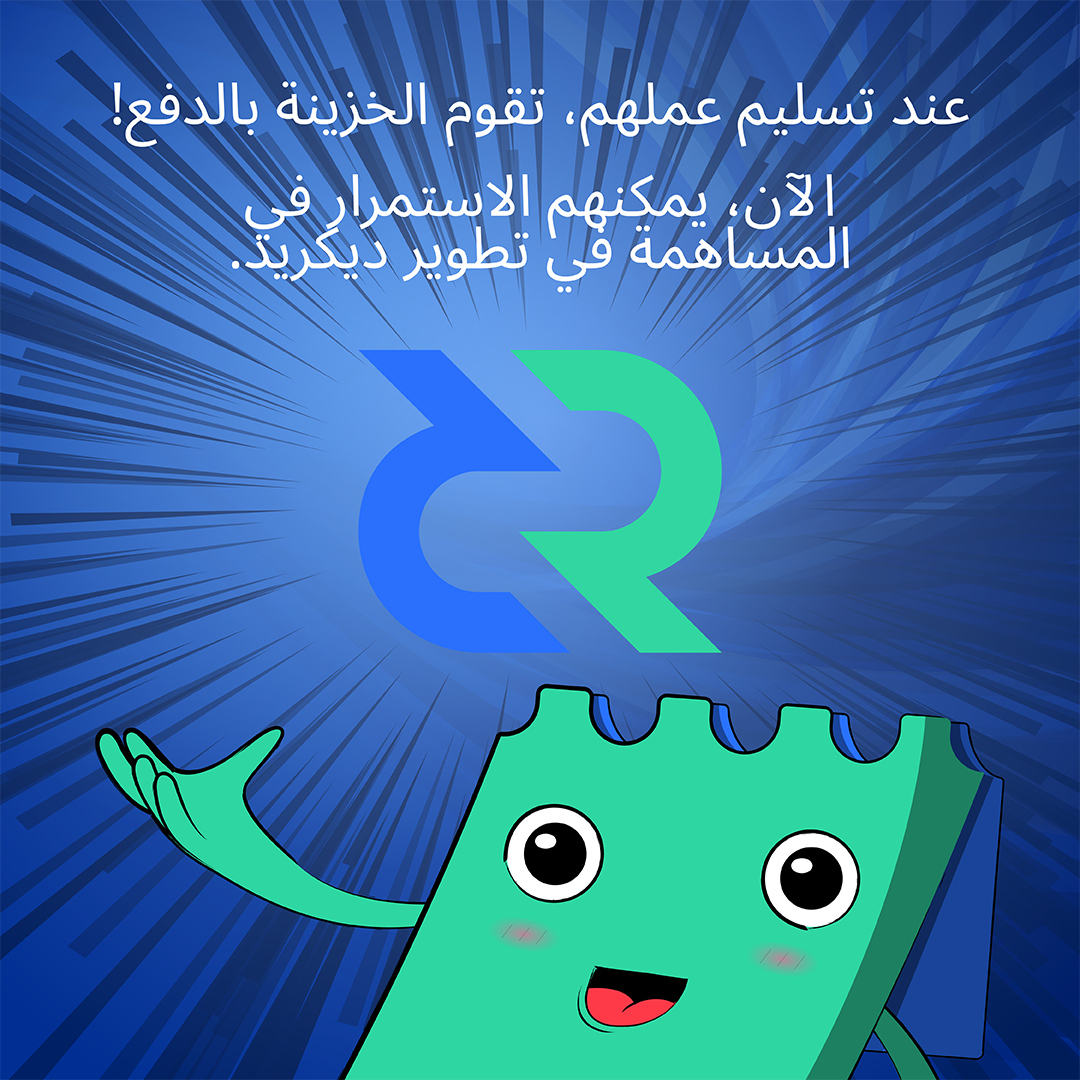 عند تسليم عملهم، تقوم الخزينة بالدفع!
الآن، يمكنهم الاستمرار في
المساهمة في تطوير ديكريد.